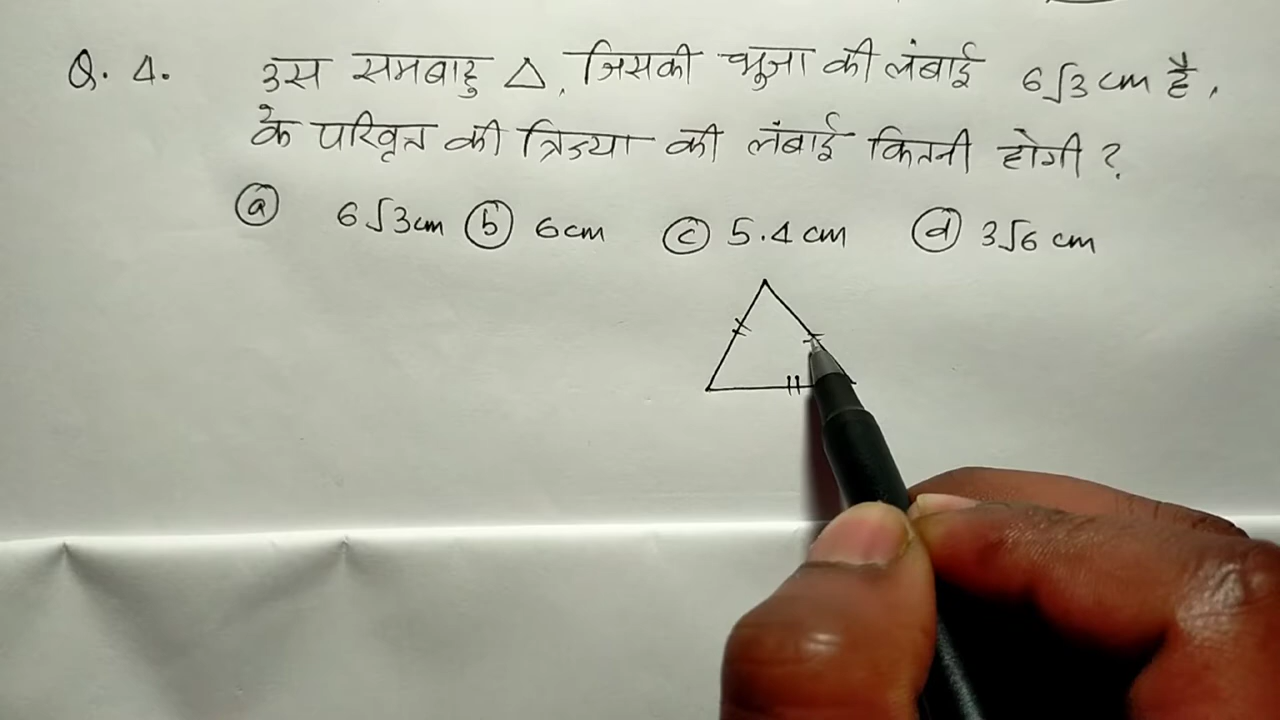 Q. 4. उस समबाहु △, जिसकी भूजा की लंबाई 6√3 cm है,
के परिवृत्त की त्रिज्या की लंबाई कितनी होगी ?
ⓐ 6√3 cm ⓑ 6 cm ⓒ 5.4 cm ⓓ 3√6 cm